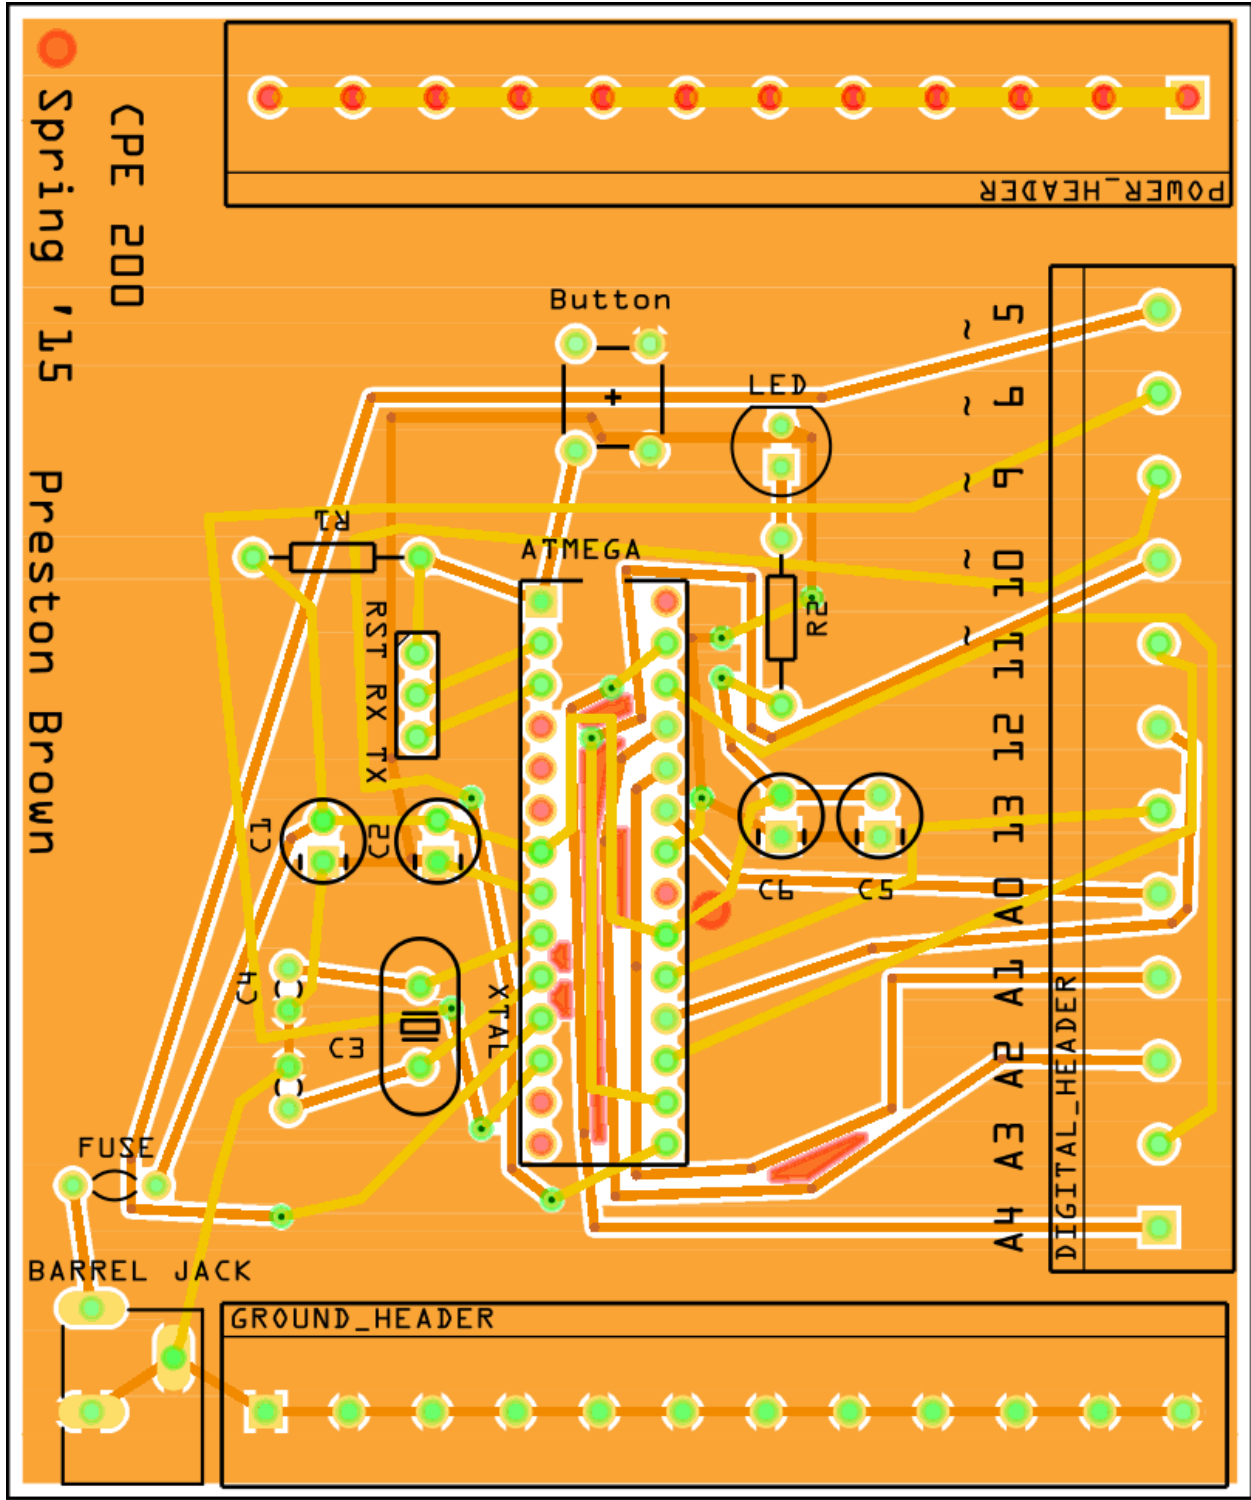 CPE 200
Spring '15
Preston Brown
POWER_HEADER
Button
LED
~ 5
~ 6
~ 9
~ 10
~ 11
12
13
A0
A1
A2
A3
A4
DIGITAL_HEADER
R1
ATMEGA
RST RX TX
R2
C1
C2
C6
C5
C4
C3
XTAL
FUSE
BARREL JACK
GROUND_HEADER